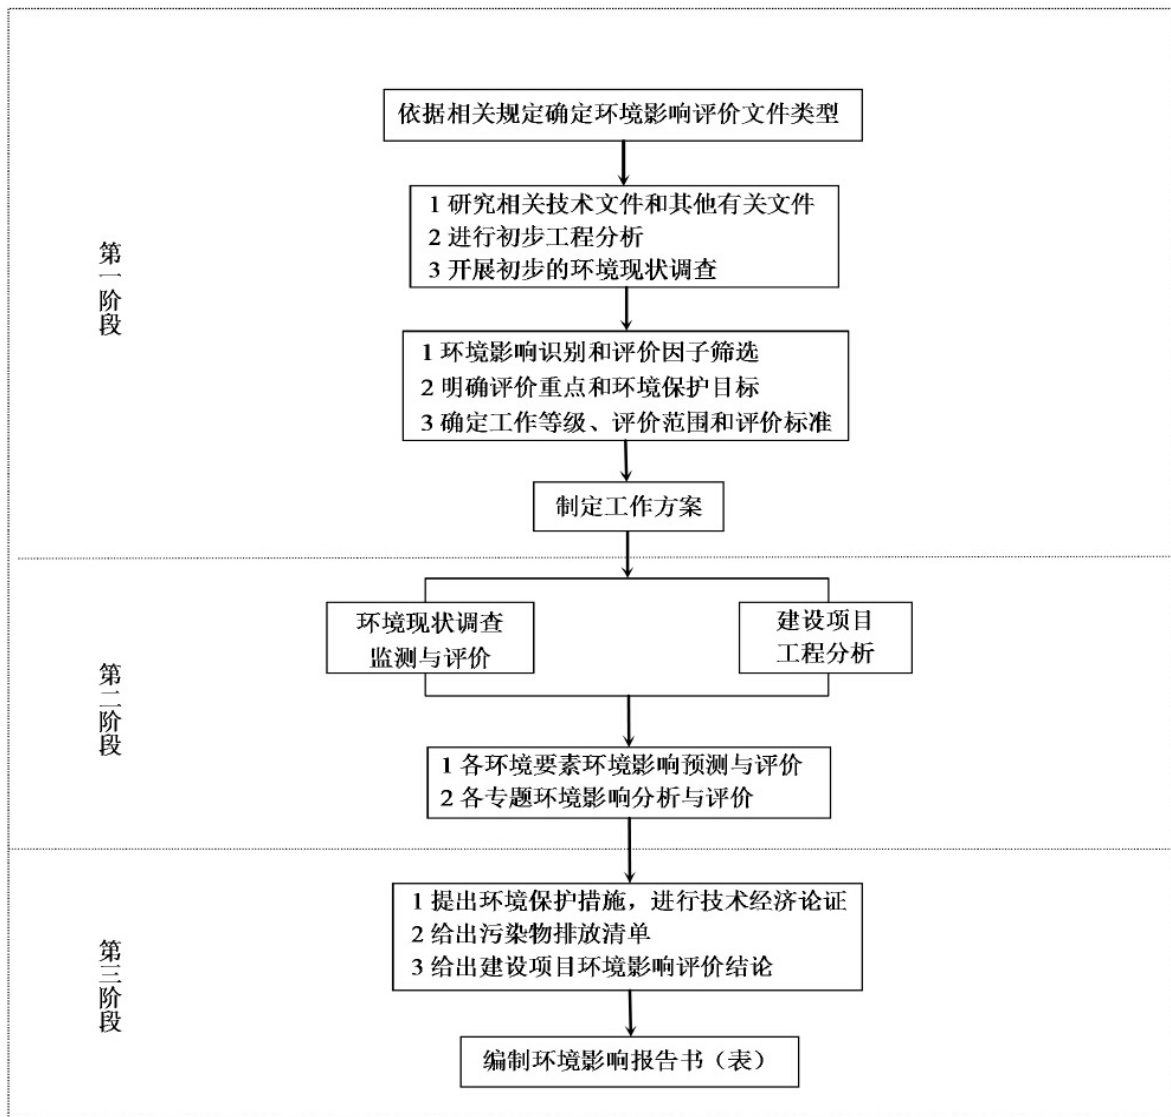 依据相关规定确定环境影响评价文件类型
1 研究相关技术文件和其他有关文件
2 进行初步工程分析
3 开展初步的环境现状调查
第一阶段
1 环境影响识别和评价因子筛选
2 明确评价重点和环境保护目标
3 确定工作等级、评价范围和评价标准
制定工作方案
环境现状调查
监测与评价
建设项目
工程分析
第二阶段
1 各环境要素环境影响预测与评价
2 各专题环境影响分析与评价
1 提出环境保护措施，进行技术经济论证
2 给出污染物排放清单
3 给出建设项目环境影响评价结论
第三阶段
编制环境影响报告书（表）